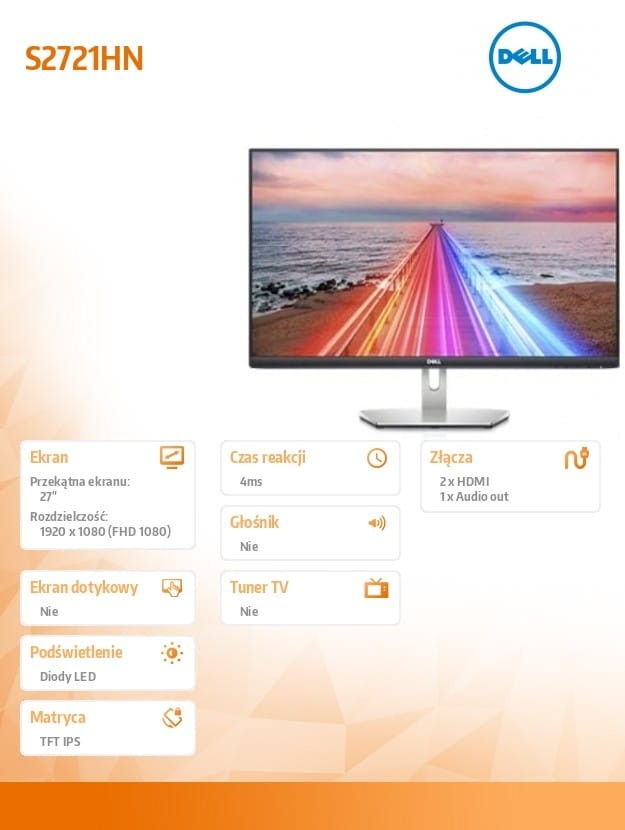 S2721HN
DELL
DELL
Ekran
Przekątna ekranu:
27"
Rozdzielczość:
1920 x 1080 (FHD 1080)
Czas reakcji
4ms
Złącza
2 x HDMI
1 x Audio out
Głośnik
Nie
Ekran dotykowy
Nie
Tuner TV
Nie
Podświetlenie
Diody LED
Matryca
TFT IPS